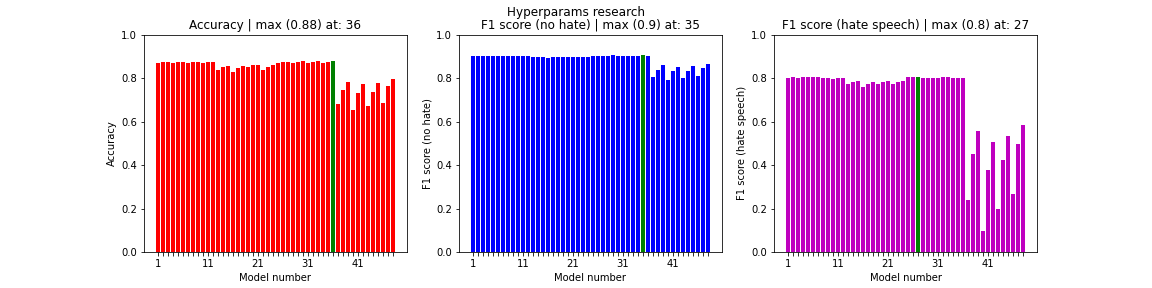 Hyperparams research
Accuracy | max (0.88) at: 36
1.0
0.8
0.6
0.4
0.2
0.0
Accuracy
1 11 21 31 41
Model number
F1 score (no hate) | max (0.9) at: 35
1.0
0.8
0.6
0.4
0.2
0.0
F1 score (no hate)
1 11 21 31 41
Model number
F1 score (hate speech) | max (0.8) at: 27
1.0
0.8
0.6
0.4
0.2
0.0
F1 score (hate speech)
1 11 21 31 41
Model number